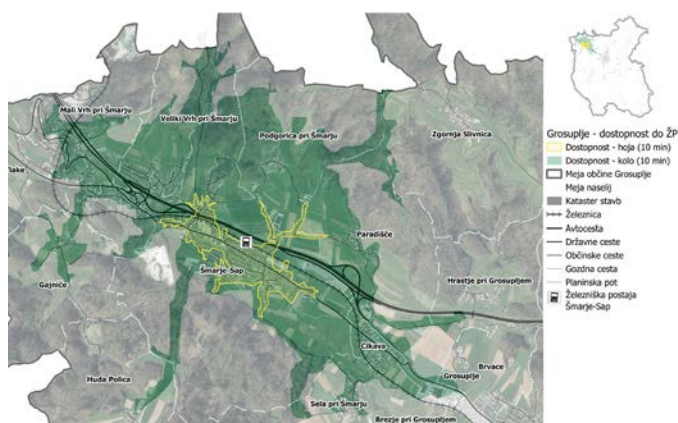 Mali Vrh pri Šmarju
Veliki Vrh pri Šmarju
Podgorica pri Šmarju
Zgornja Slivnica
Paradišče
Šmarje-Sap
Gajniče
Hrastje pri Grosupljem
Cikava
Brvace
Grosuplje
Huda Polica
Sela pri Šmarju
Brezje pri Grosupljem
Grosuplje - dostopnost do ŽP
Dostopnost - hoja (10 min)
Dostopnost - kolo (10 min)
Meja občine Grosuplje
Meja naselij
Kataster stavb
Železnica
Avtocesta
Državne ceste
Občinske ceste
Gozdna cesta
Planinska pot
Železniška postaja
Šmarje-Sap